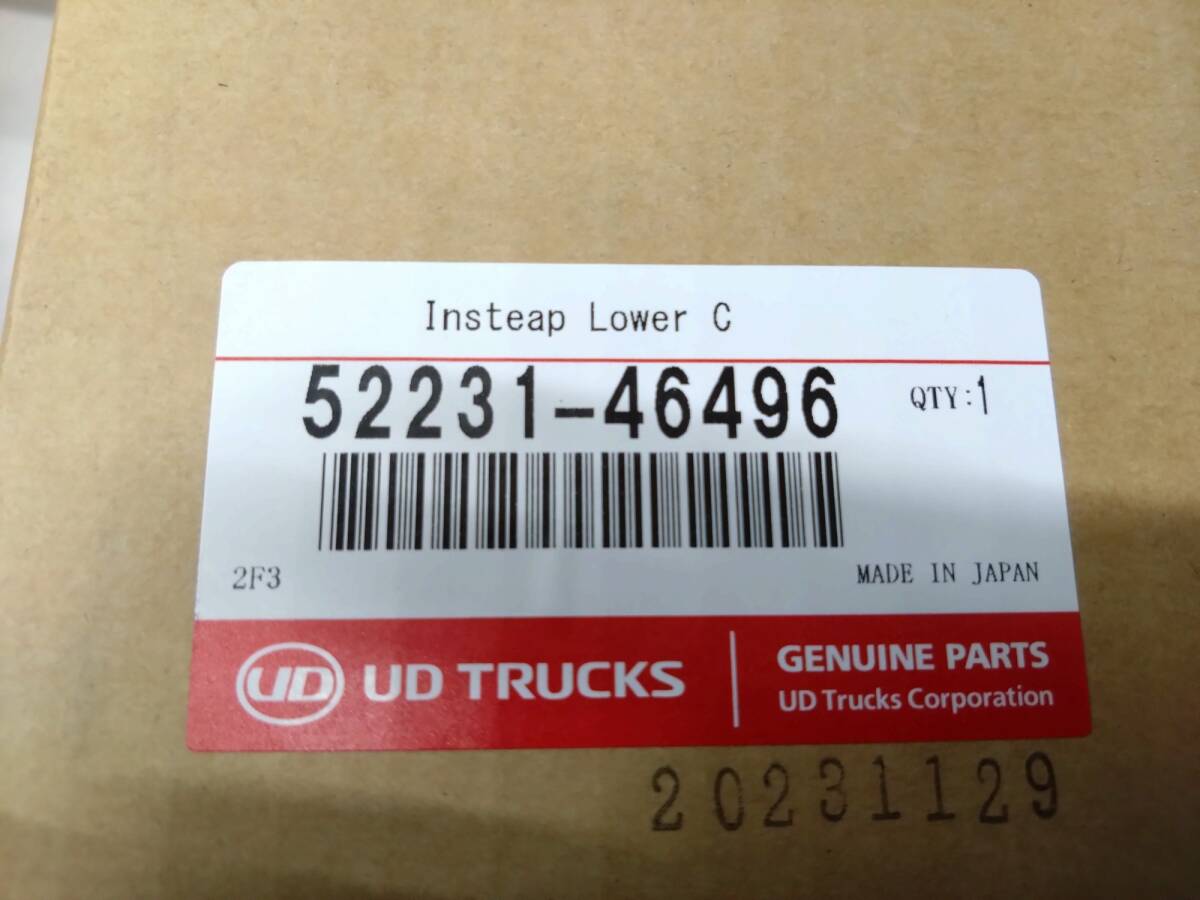 Insteap Lower C
52231-46496
QTY:1
2F3
MADE IN JAPAN
UD UD TRUCKS
GENUINE PARTS
UD Trucks Corporation
20231129